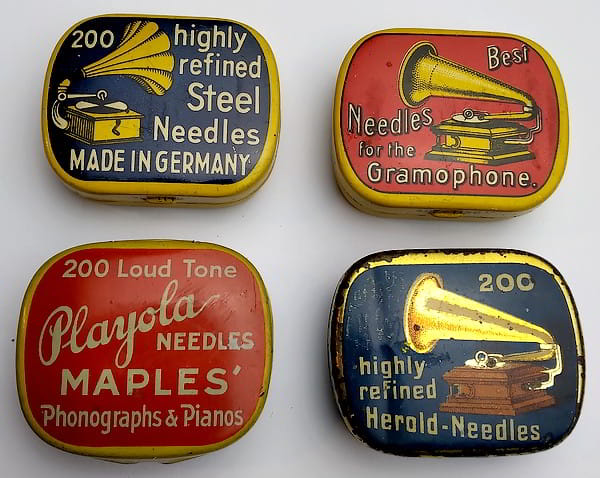 200 highly
refined
Steel
Needles
MADE IN GERMANY
Best
Needles
for the
Gramophone.
200 Loud Tone
Playola
NEEDLES
MAPLES'
Phonographs & Pianos
200
highly
refined
Herold-Needles